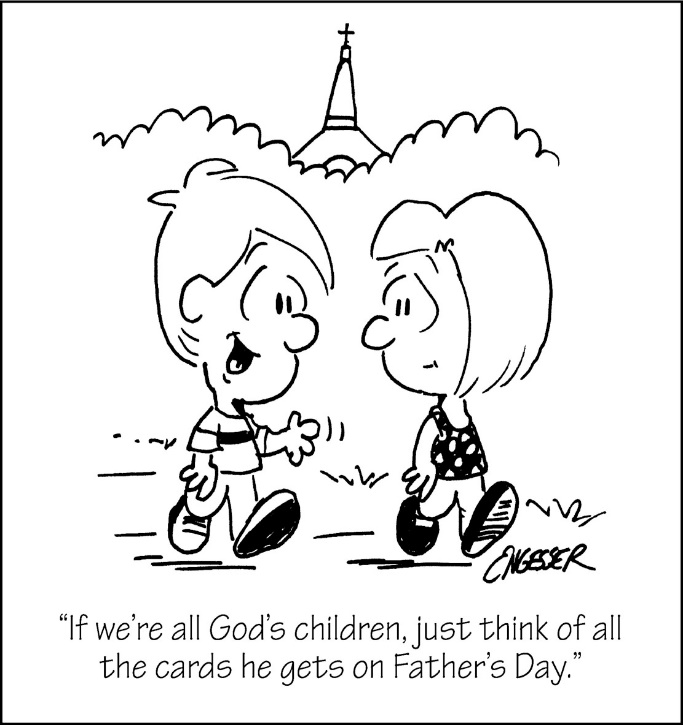 ENGESSER
“If we’re all God’s children, just think of all
the cards he gets on Father’s Day.”